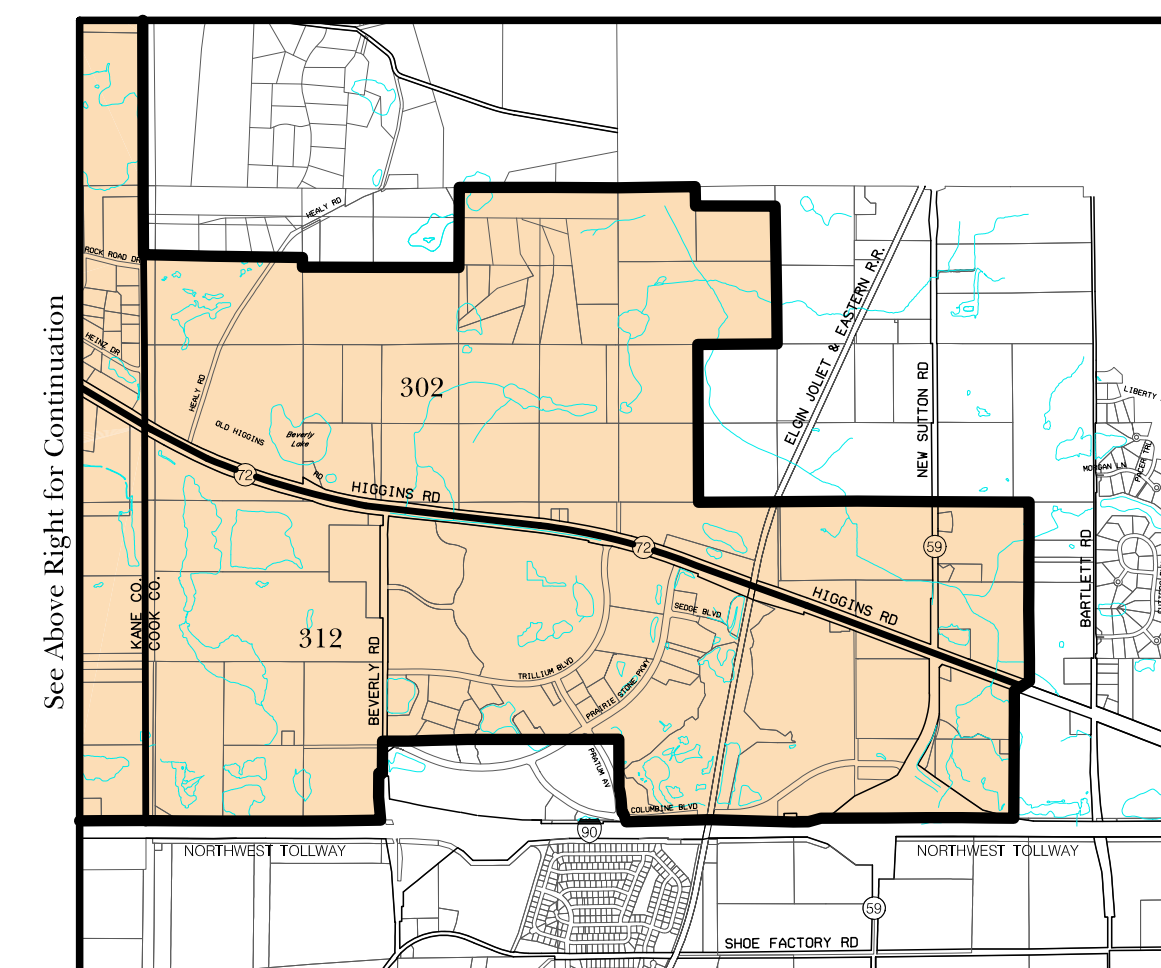 See Above Right for Continuation
HEALY RD
ROCK ROAD DR
HEINZ DR
HEALY RD
302
OLD HIGGINS
RD
Beverly
Lake
72
HIGGINS RD
ELGIN JOLIET & EASTERN R.R.
NEW SUTTON RD
LIBERTY
MORGAN LN
PACER TRL
BARTLETT RD
72
59
HIGGINS RD
KANE CO.
COOK CO.
312
BEVERLY RD
SEDGE BLVD
TRILLIUM BLVD
PRAIRIE STONE PKWY
PRATUM AV
COLUMBINE BLVD
90
NORTHWEST TOLLWAY
NORTHWEST TOLLWAY
59
SHOE FACTORY RD